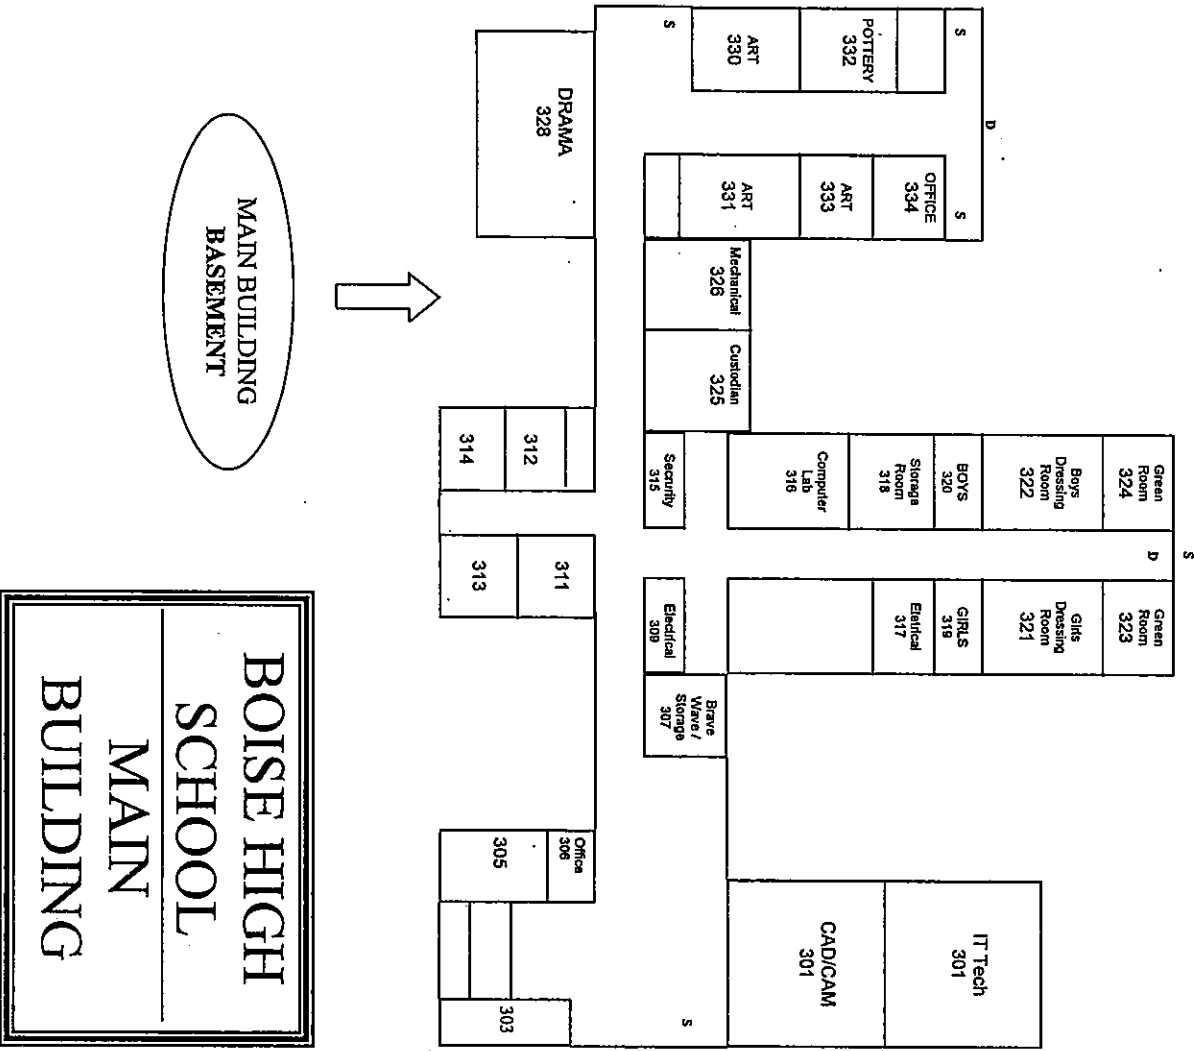 S
Green
Room
324
D
Green
Room
323
Boys
Dressing
Room
322
Girls
Dressing
Room
321
D
S
S
OFFICE
334
BOYS
320
GIRLS
319
IT Tech
301
POTTERY
332
ART
333
Storage
Room
318
Eletrical
317
Computer
Lab
316
CAD/CAM
301
ART
330
ART
331
Mechanical
326
Custodian
325
S
Secruity
315
Electrical
309
Brave
Wave /
Storage
307
S
DRAMA
328
312
311
Office
306
314
313
305
303
MAIN BUILDING
BASEMENT
BOISE HIGH
SCHOOL
MAIN
BUILDING